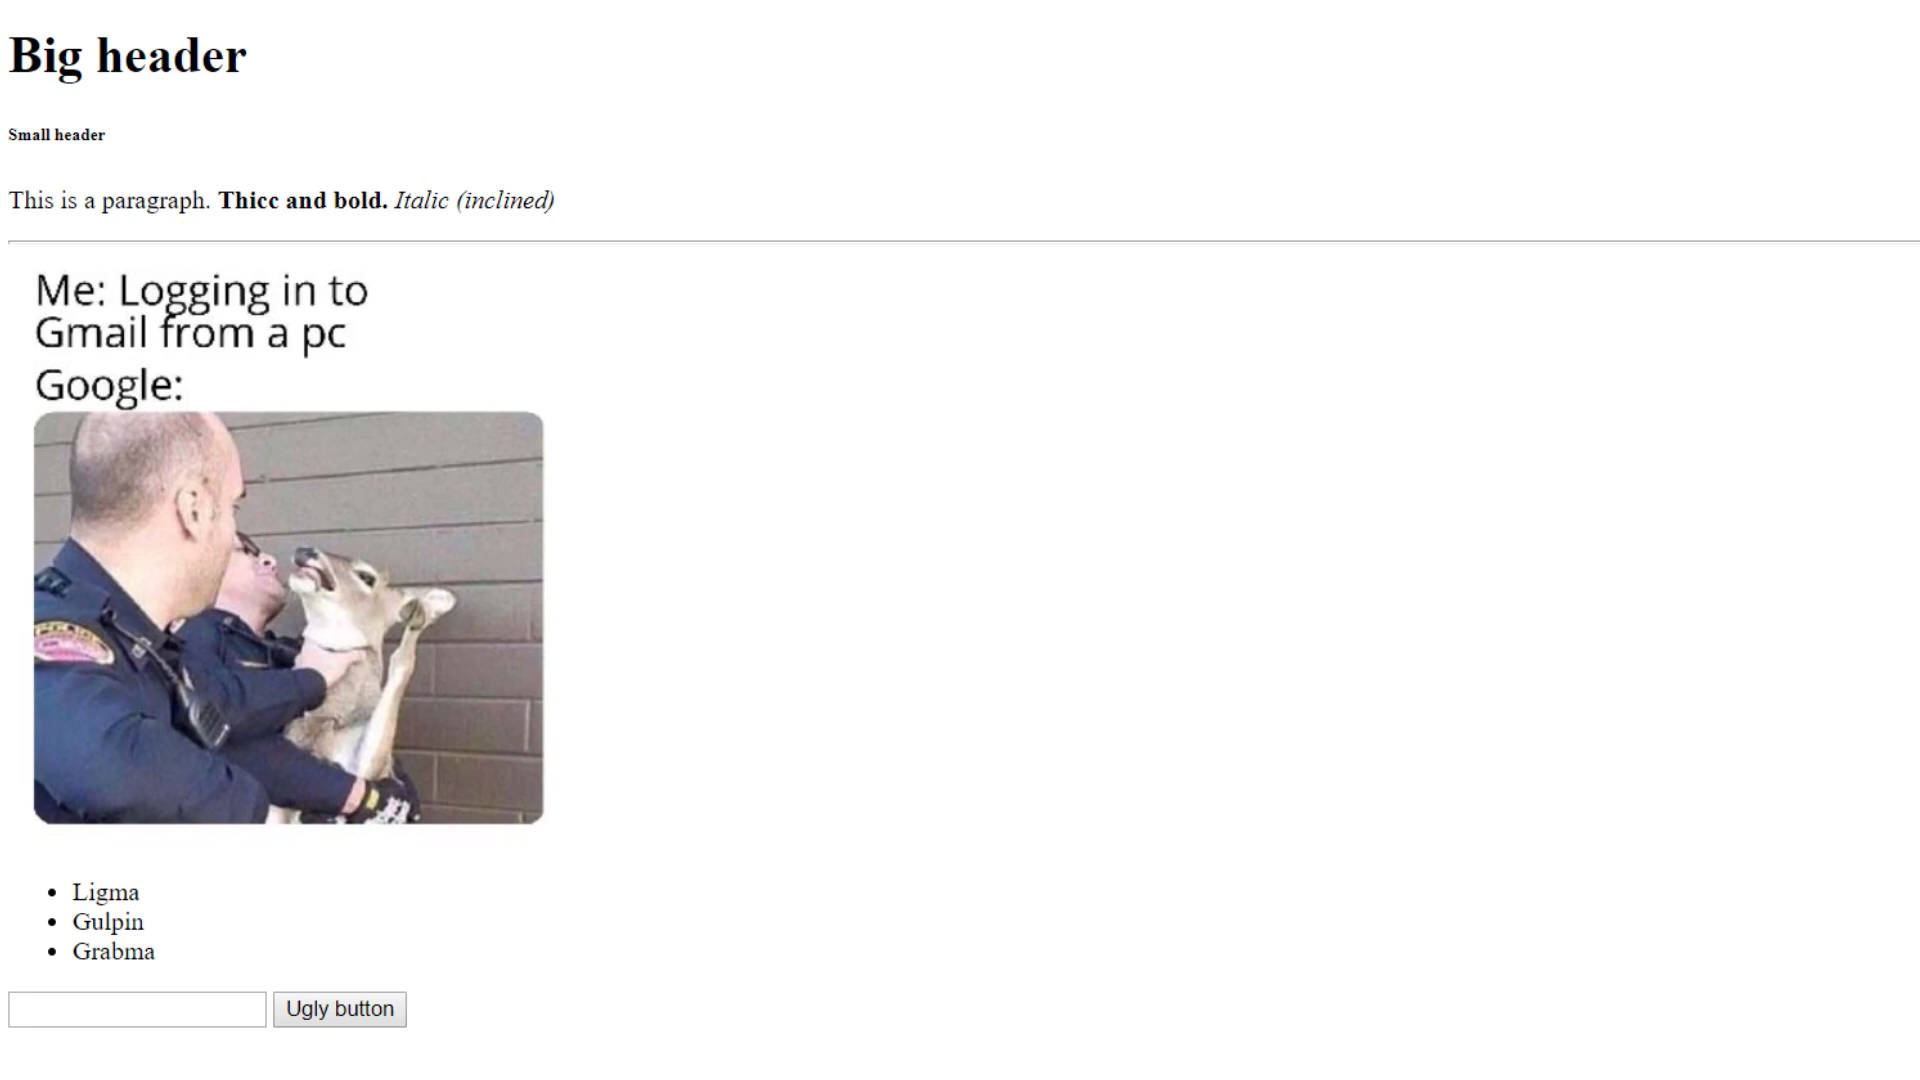 Big header
Small header
This is a paragraph. Thicc and bold. Italic (inclined)
Me: Logging in to
Gmail from a pc
Google:
POLICE
Ligma
Gulpin
Grabma
Ugly button